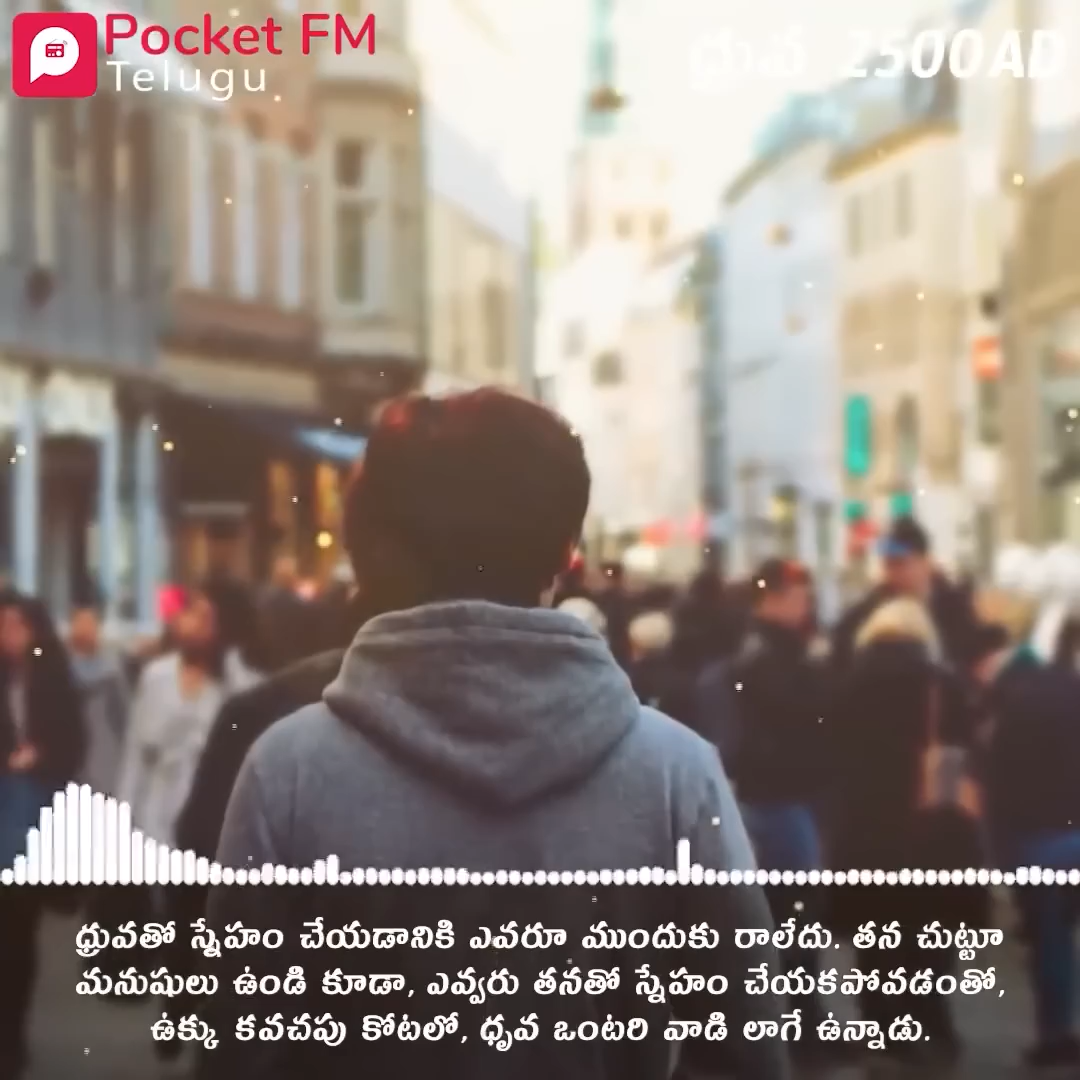 Pocket FM
Telugu
ధ్రువ 2500AD
ధ్రువతో స్నేహం చేయడానికి ఎవరూ ముందుకు రాలేదు. తన చుట్టూ
మనుషులు ఉండి కూడా, ఎవ్వరు తనతో స్నేహం చేయకపోవడంతో,
ఉక్కు కవచపు కోటలో, ధృవ ఒంటరి వాడి లాగే ఉన్నాడు.